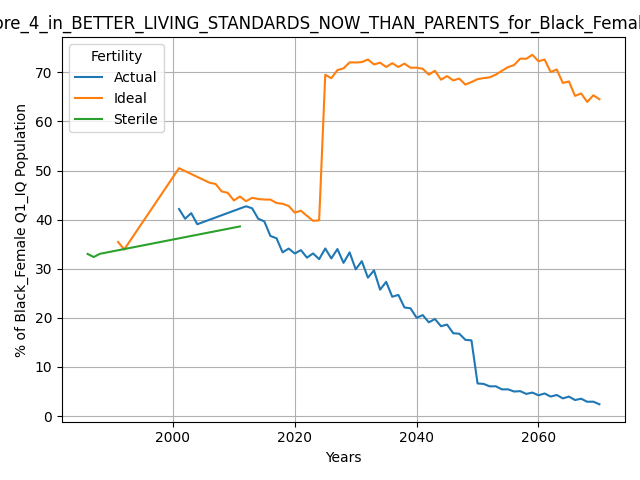 ore_4_in_BETTER_LIVING_STANDARDS_NOW_THAN_PARENTS_for_Black_Femal
Fertility
Actual
Ideal
Sterile
% of Black_Female Q1_IQ Population
70
60
50
40
30
20
10
0
2000
2020
2040
2060
Years